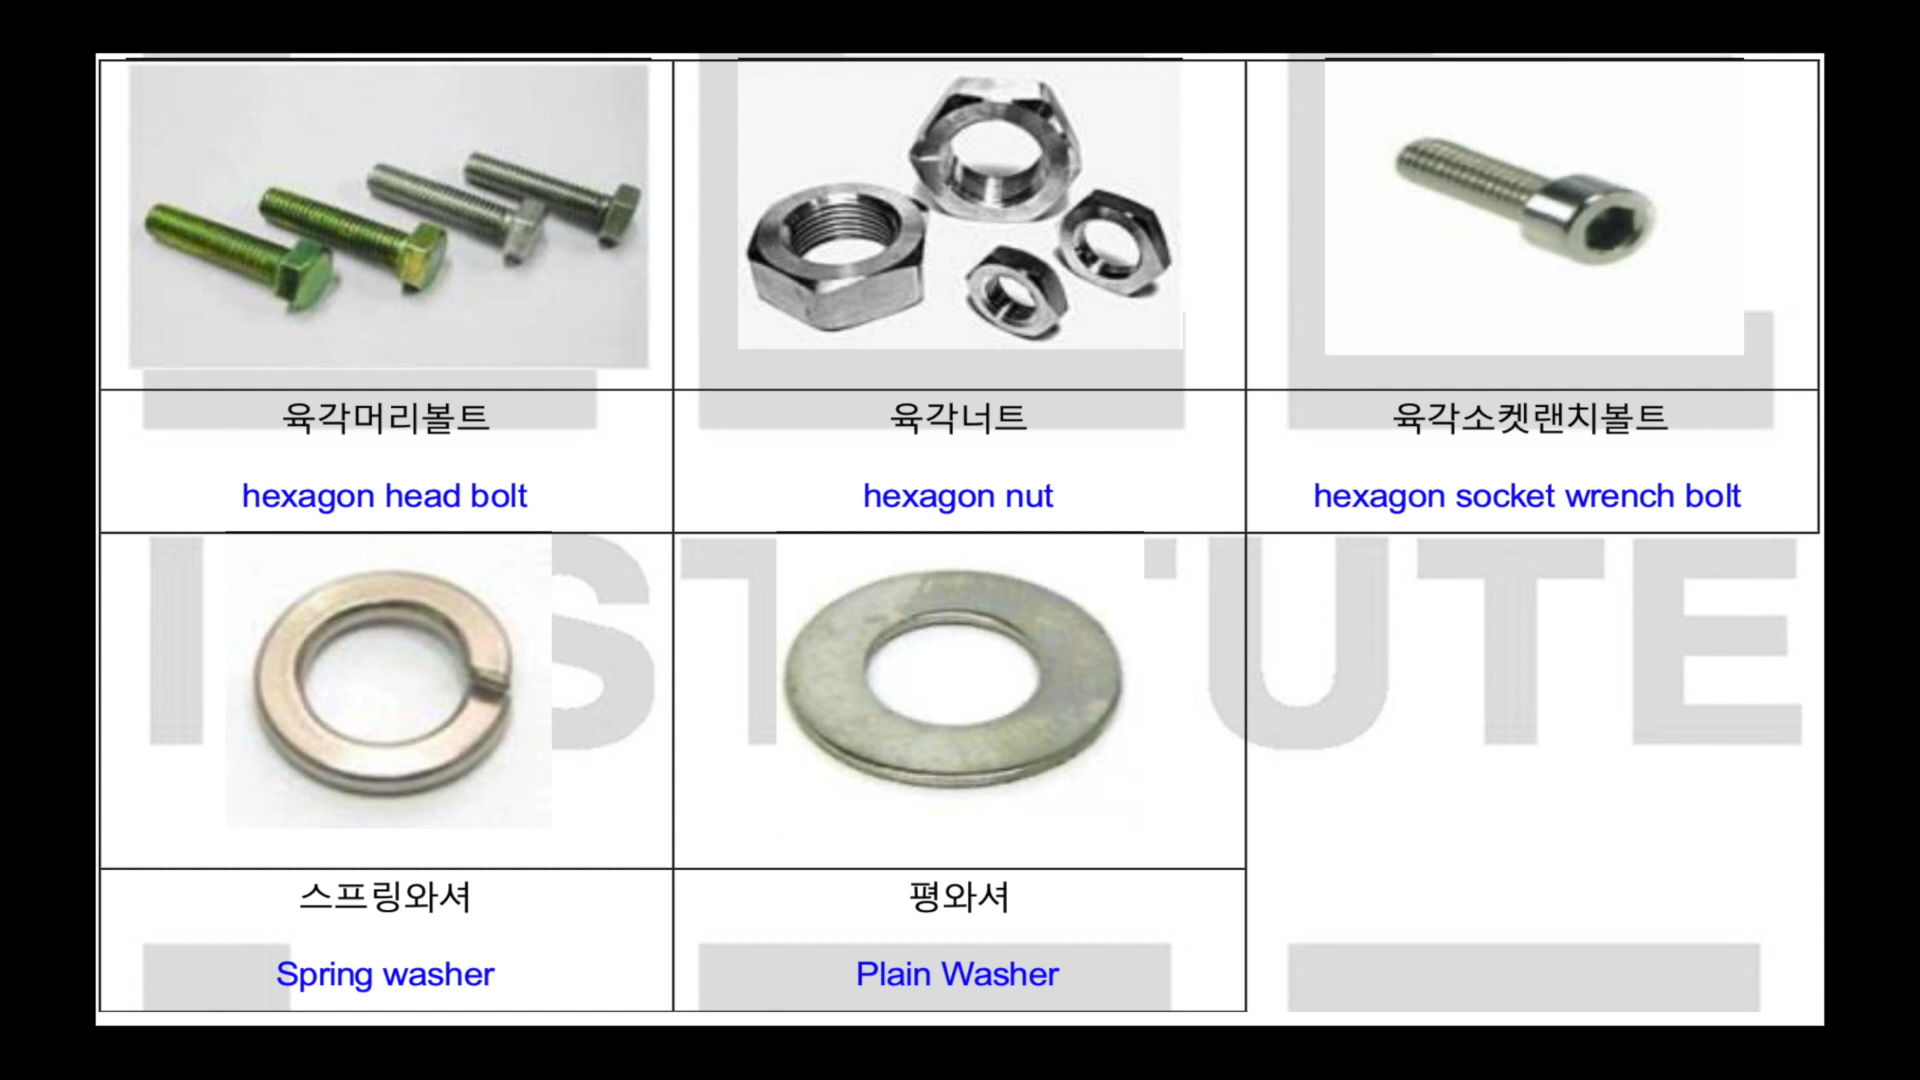 육각머리볼트
hexagon head bolt
육각너트
hexagon nut
육각소켓랜치볼트
hexagon socket wrench bolt
스프링와셔
Spring washer
평와셔
Plain Washer